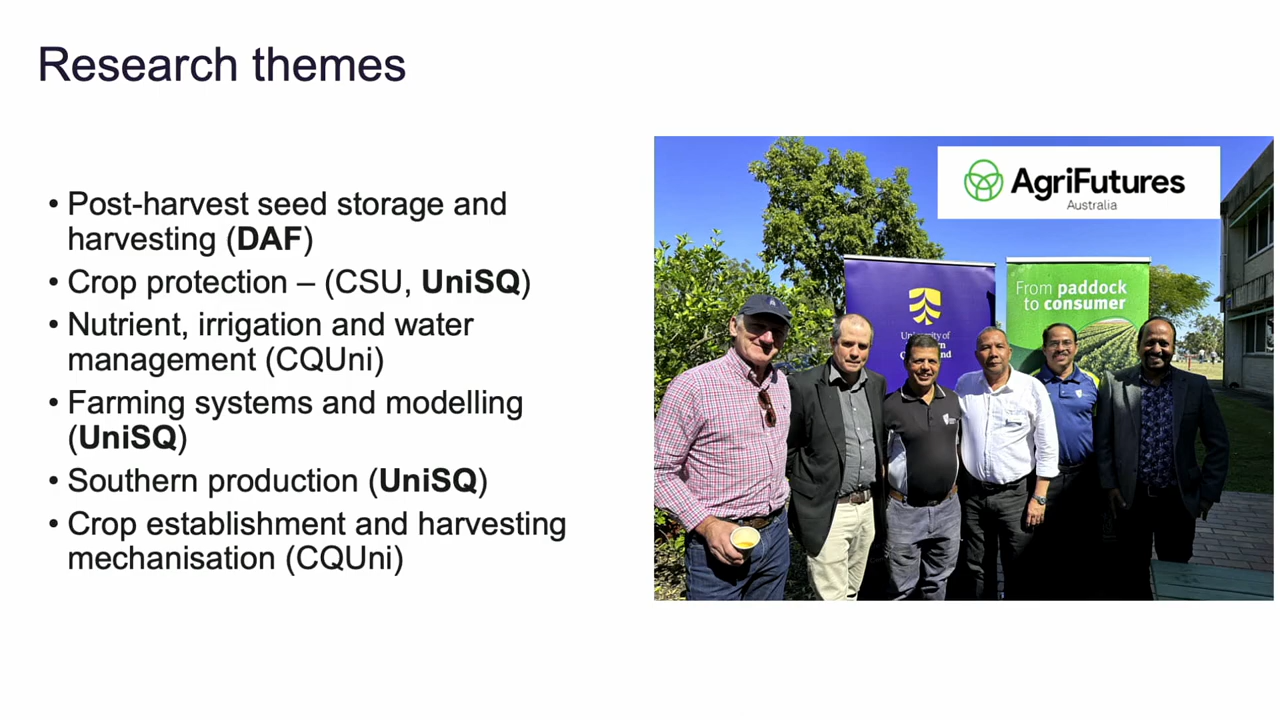 Research themes
• Post-harvest seed storage and
harvesting (DAF)
• Crop protection – (CSU, UniSQ)
• Nutrient, irrigation and water
management (CQUni)
• Farming systems and modelling
(UniSQ)
• Southern production (UniSQ)
• Crop establishment and harvesting
mechanisation (CQUni)
AgriFutures
Australia
University of
From paddock
to consumer